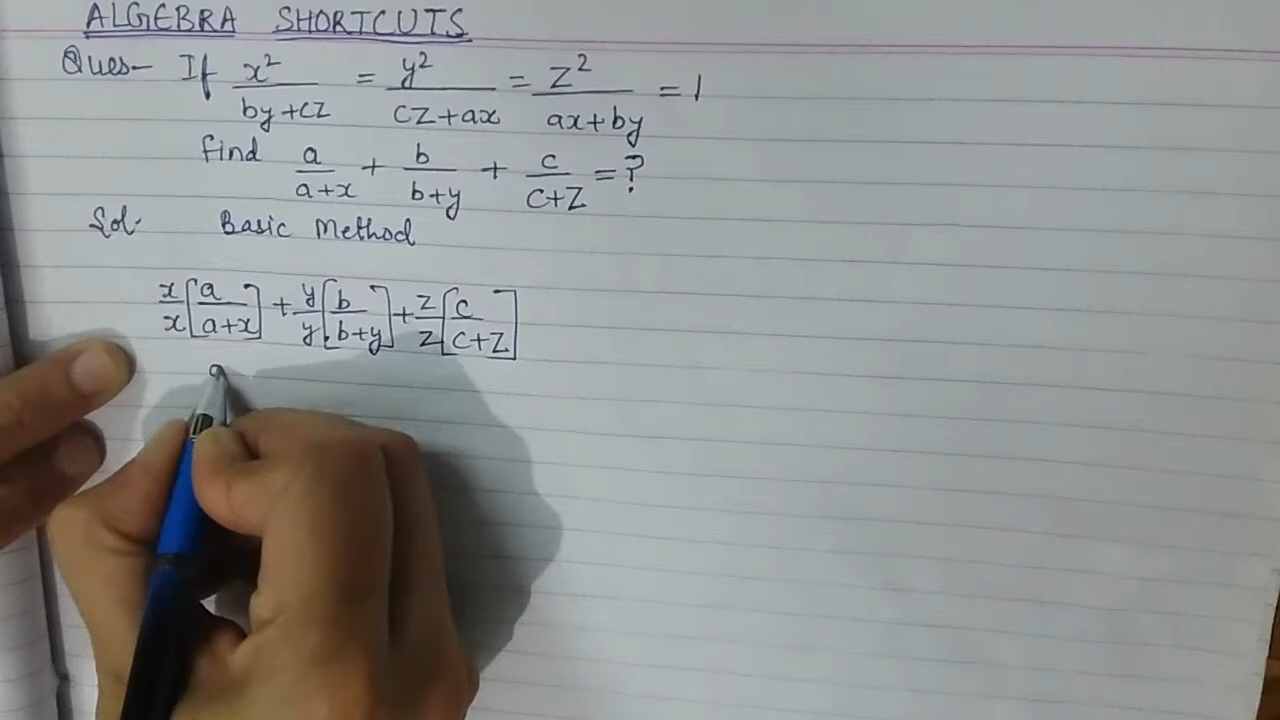 ALGEBRA SHORTCUTS
Ques- If x²/(by+cz) = y²/(cz+ax) = z²/(ax+by) = 1
find a/(a+x) + b/(b+y) + c/(c+z) = ?
Sol- Basic Method
x/x[a/(a+x)] + y/y[b/(b+y)] + z/z[c/(c+z)]
a